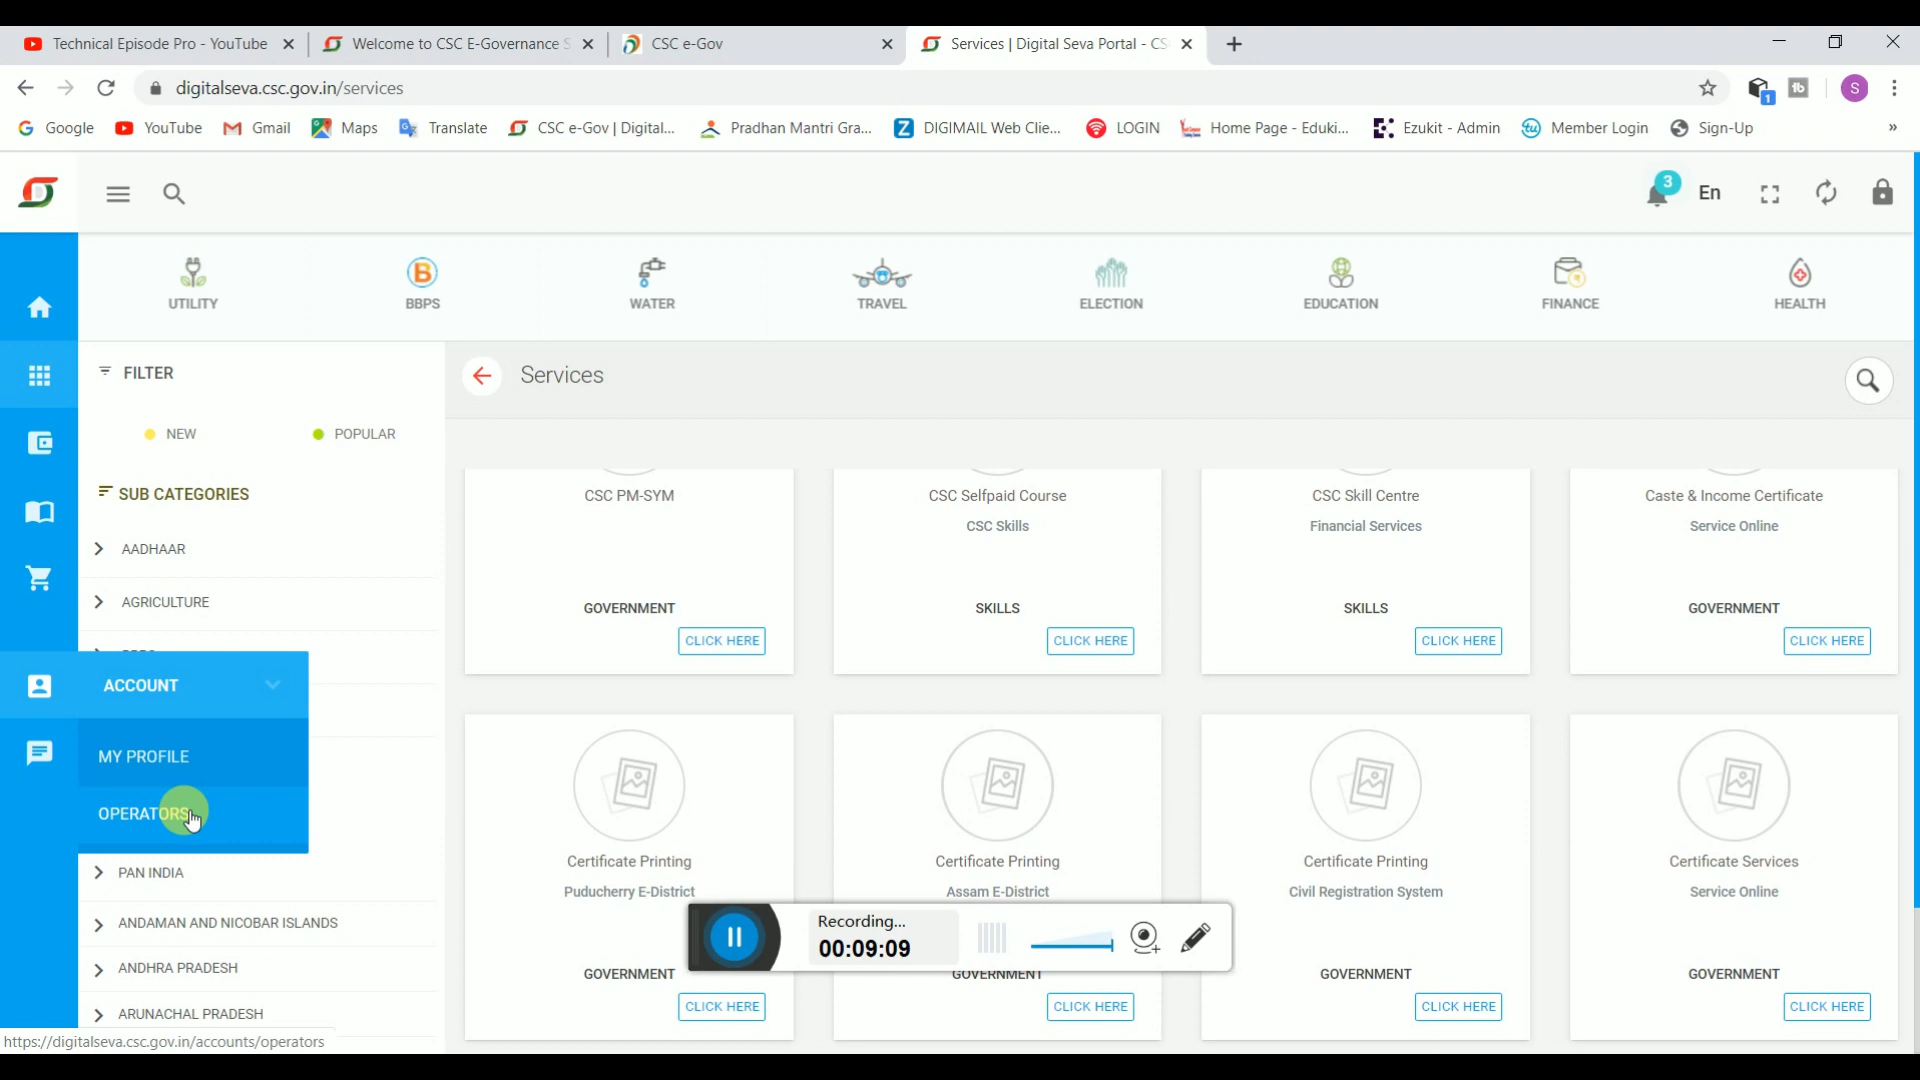 Technical Episode Pro - YouTube
Welcome to CSC E-Governance S
CSC e-Gov
Services | Digital Seva Portal - CS
digitalseva.csc.gov.in/services
1
S
Google
YouTube
Gmail
Maps
Translate
CSC e-Gov | Digital...
Pradhan Mantri Gra...
DIGIMAIL Web Clie...
LOGIN
Home Page - Eduki...
Ezukit - Admin
Member Login
Sign-Up
»
3
En
UTILITY
BBPS
WATER
TRAVEL
ELECTION
EDUCATION
FINANCE
HEALTH
FILTER
NEW
POPULAR
SUB CATEGORIES
AADHAAR
AGRICULTURE
ACCOUNT
MY PROFILE
OPERATORS
PAN INDIA
ANDAMAN AND NICOBAR ISLANDS
ANDHRA PRADESH
ARUNACHAL PRADESH
https://digitalseva.csc.gov.in/accounts/operators
Services
CSC PM-SYM
GOVERNMENT
CLICK HERE
CSC Selfpaid Course
CSC Skills
SKILLS
CLICK HERE
CSC Skill Centre
Financial Services
SKILLS
CLICK HERE
Caste & Income Certificate
Service Online
GOVERNMENT
CLICK HERE
Certificate Printing
Puducherry E-District
GOVERNMENT
CLICK HERE
Certificate Printing
Assam E-District
GOVERNMENT
CLICK HERE
Certificate Printing
Civil Registration System
GOVERNMENT
CLICK HERE
Certificate Services
Service Online
GOVERNMENT
CLICK HERE
Recording...
00:09:09